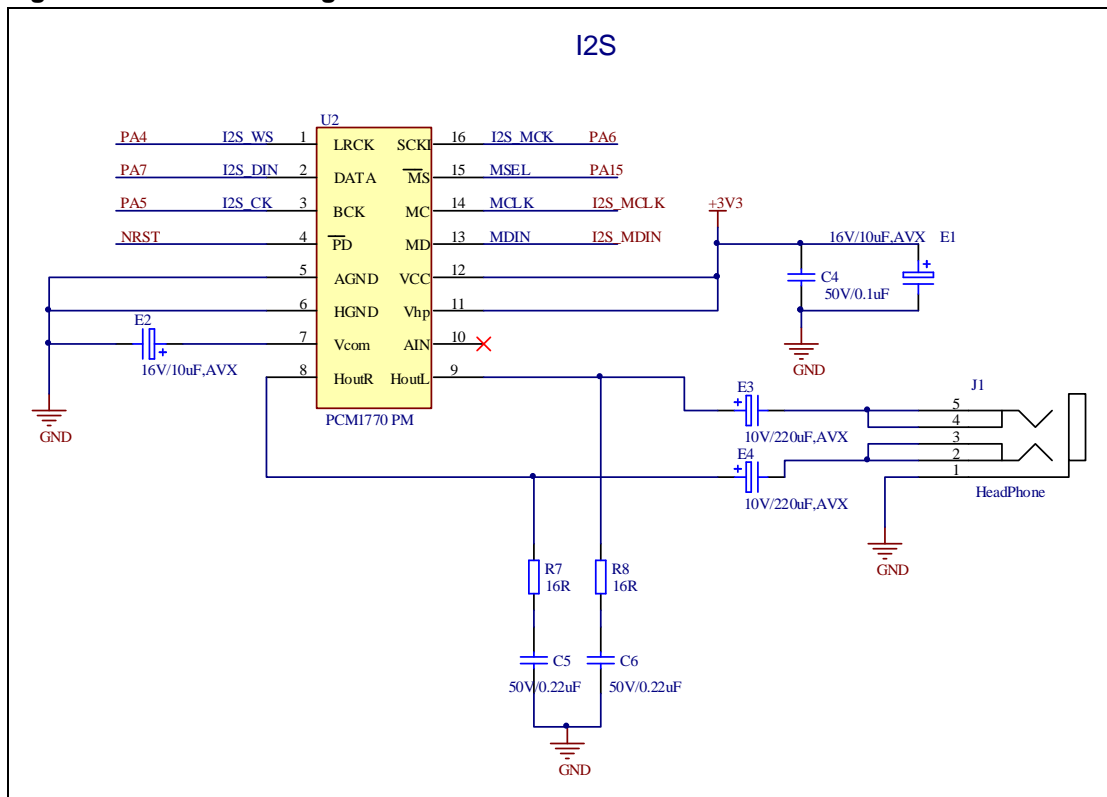 I2S
U2
PA4 I2S_WS 1 LRCK SCKI 16 I2S_MCK PA6
PA7 I2S_DIN 2 DATA MS 15 MSEL PA15
PA5 I2S_CK 3 BCK MC 14 MCLK I2S_MCLK
NRST 4 PD MD 13 MDIN I2S_MDIN
5 AGND VCC 12
6 HGND Vhp 11
7 Vcom AIN 10
8 HoutR HoutL 9
PCM1770 PM
+3V3
16V/10uF,AVX E1
C4
50V/0.1uF
GND
E2
16V/10uF,AVX
GND
E3
10V/220uF,AVX
E4
10V/220uF,AVX
J1
5
4
3
2
1
HeadPhone
GND
R7
16R
R8
16R
C5
50V/0.22uF
C6
50V/0.22uF
GND